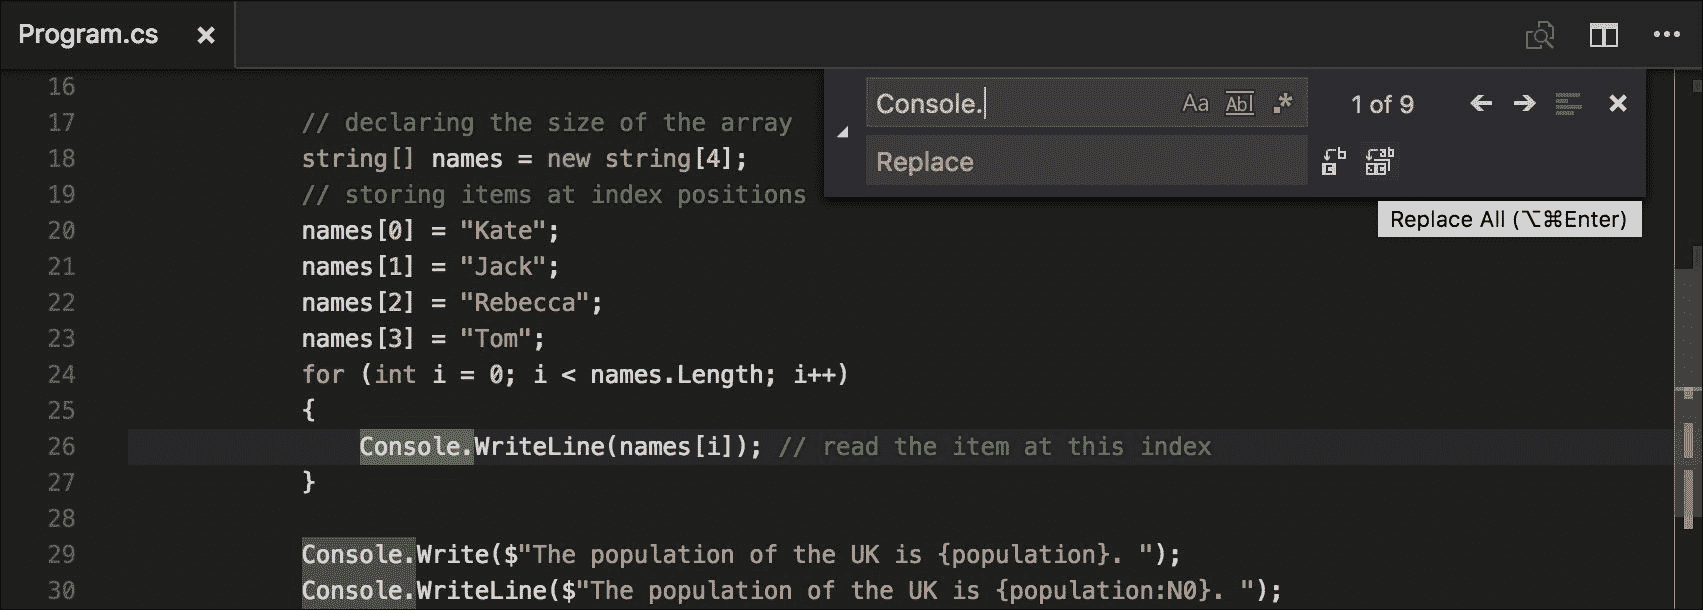 Program.cs ×
Console. Aa Abl .* 1 of 9
Replace
Replace All (⌥⌘Enter)
16
17 // declaring the size of the array
18 string[] names = new string[4];
19 // storing items at index positions
20 names[0] = "Kate";
21 names[1] = "Jack";
22 names[2] = "Rebecca";
23 names[3] = "Tom";
24 for (int i = 0; i < names.Length; i++)
25 {
26 Console.WriteLine(names[i]); // read the item at this index
27 }
28
29 Console.Write($"The population of the UK is {population}. ");
30 Console.WriteLine($"The population of the UK is {population:N0}. ");